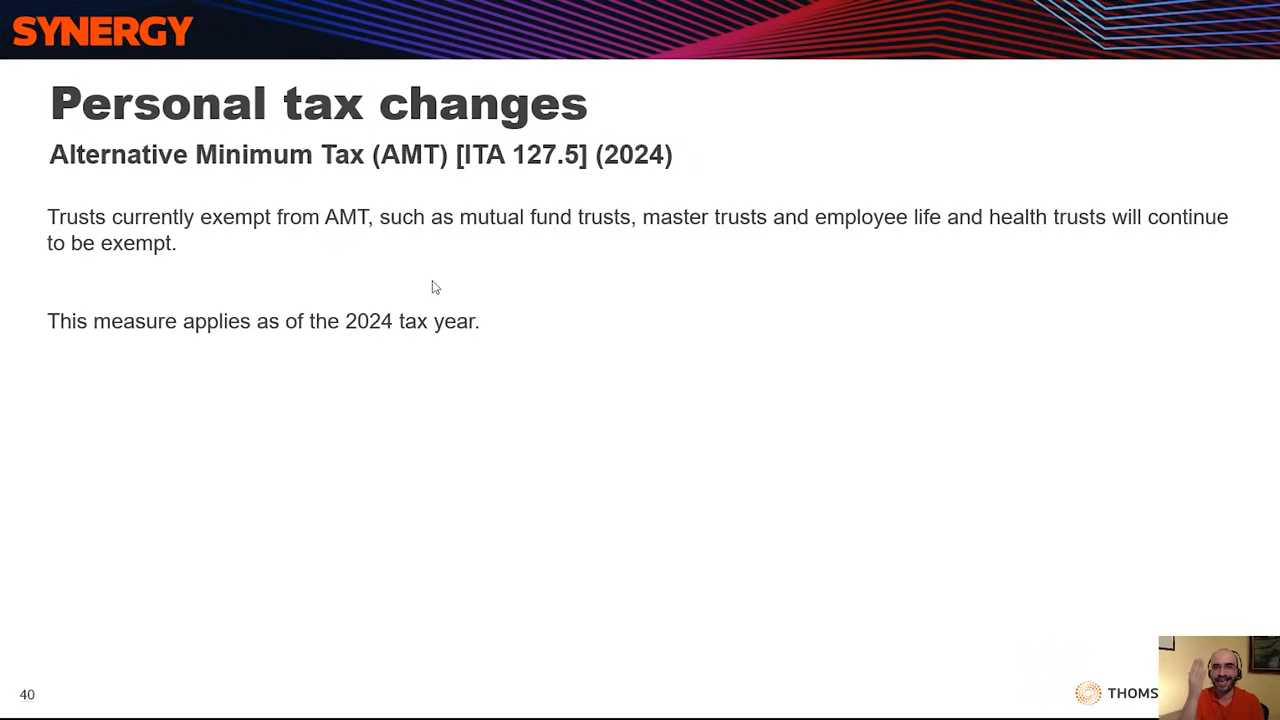 SYNERGY
Personal tax changes
Alternative Minimum Tax (AMT) [ITA 127.5] (2024)
Trusts currently exempt from AMT, such as mutual fund trusts, master trusts and employee life and health trusts will continue
to be exempt.
This measure applies as of the 2024 tax year.
40
THOMS